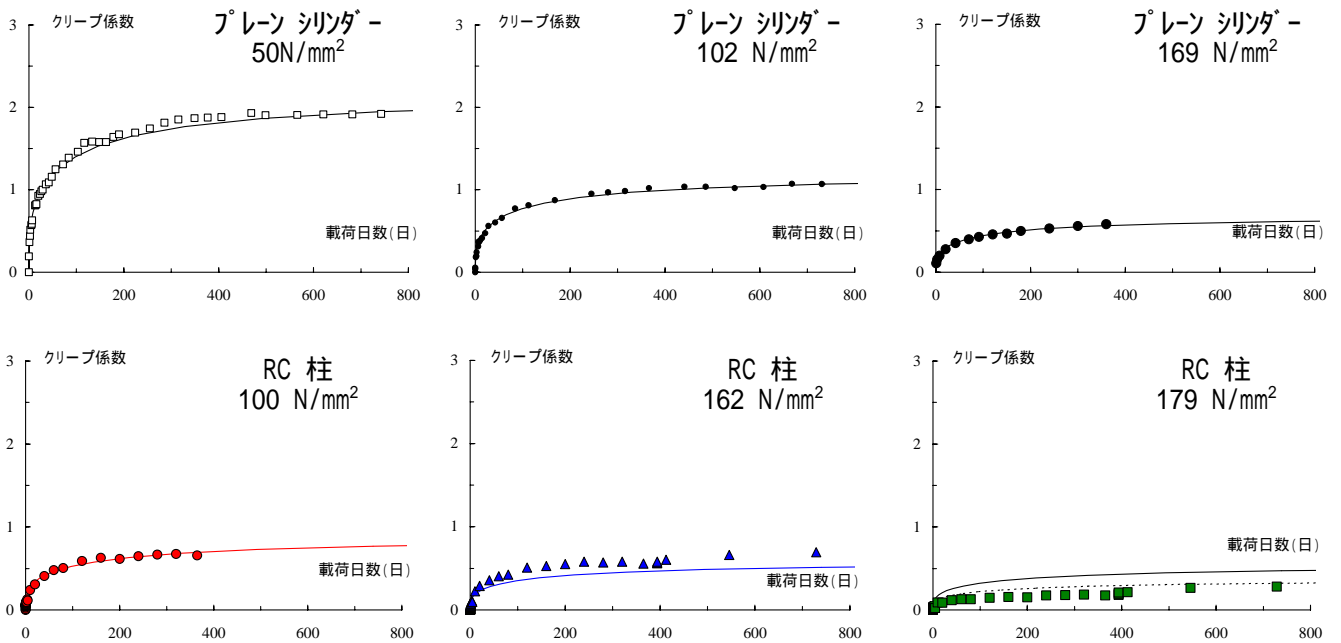 クリープ係数
プレーン シリンダー
50N/mm²
載荷日数(日)
3
2
1
0
0 200 400 600 800
クリープ係数
プレーン シリンダー
102 N/mm²
載荷日数(日)
3
2
1
0
0 200 400 600 800
クリープ係数
プレーン シリンダー
169 N/mm²
載荷日数(日)
3
2
1
0
0 200 400 600 800
クリープ係数
RC 柱
100 N/mm²
載荷日数(日)
3
2
1
0
0 200 400 600 800
クリープ係数
RC 柱
162 N/mm²
載荷日数(日)
3
2
1
0
0 200 400 600 800
クリープ係数
RC 柱
179 N/mm²
載荷日数(日)
3
2
1
0
0 200 400 600 800